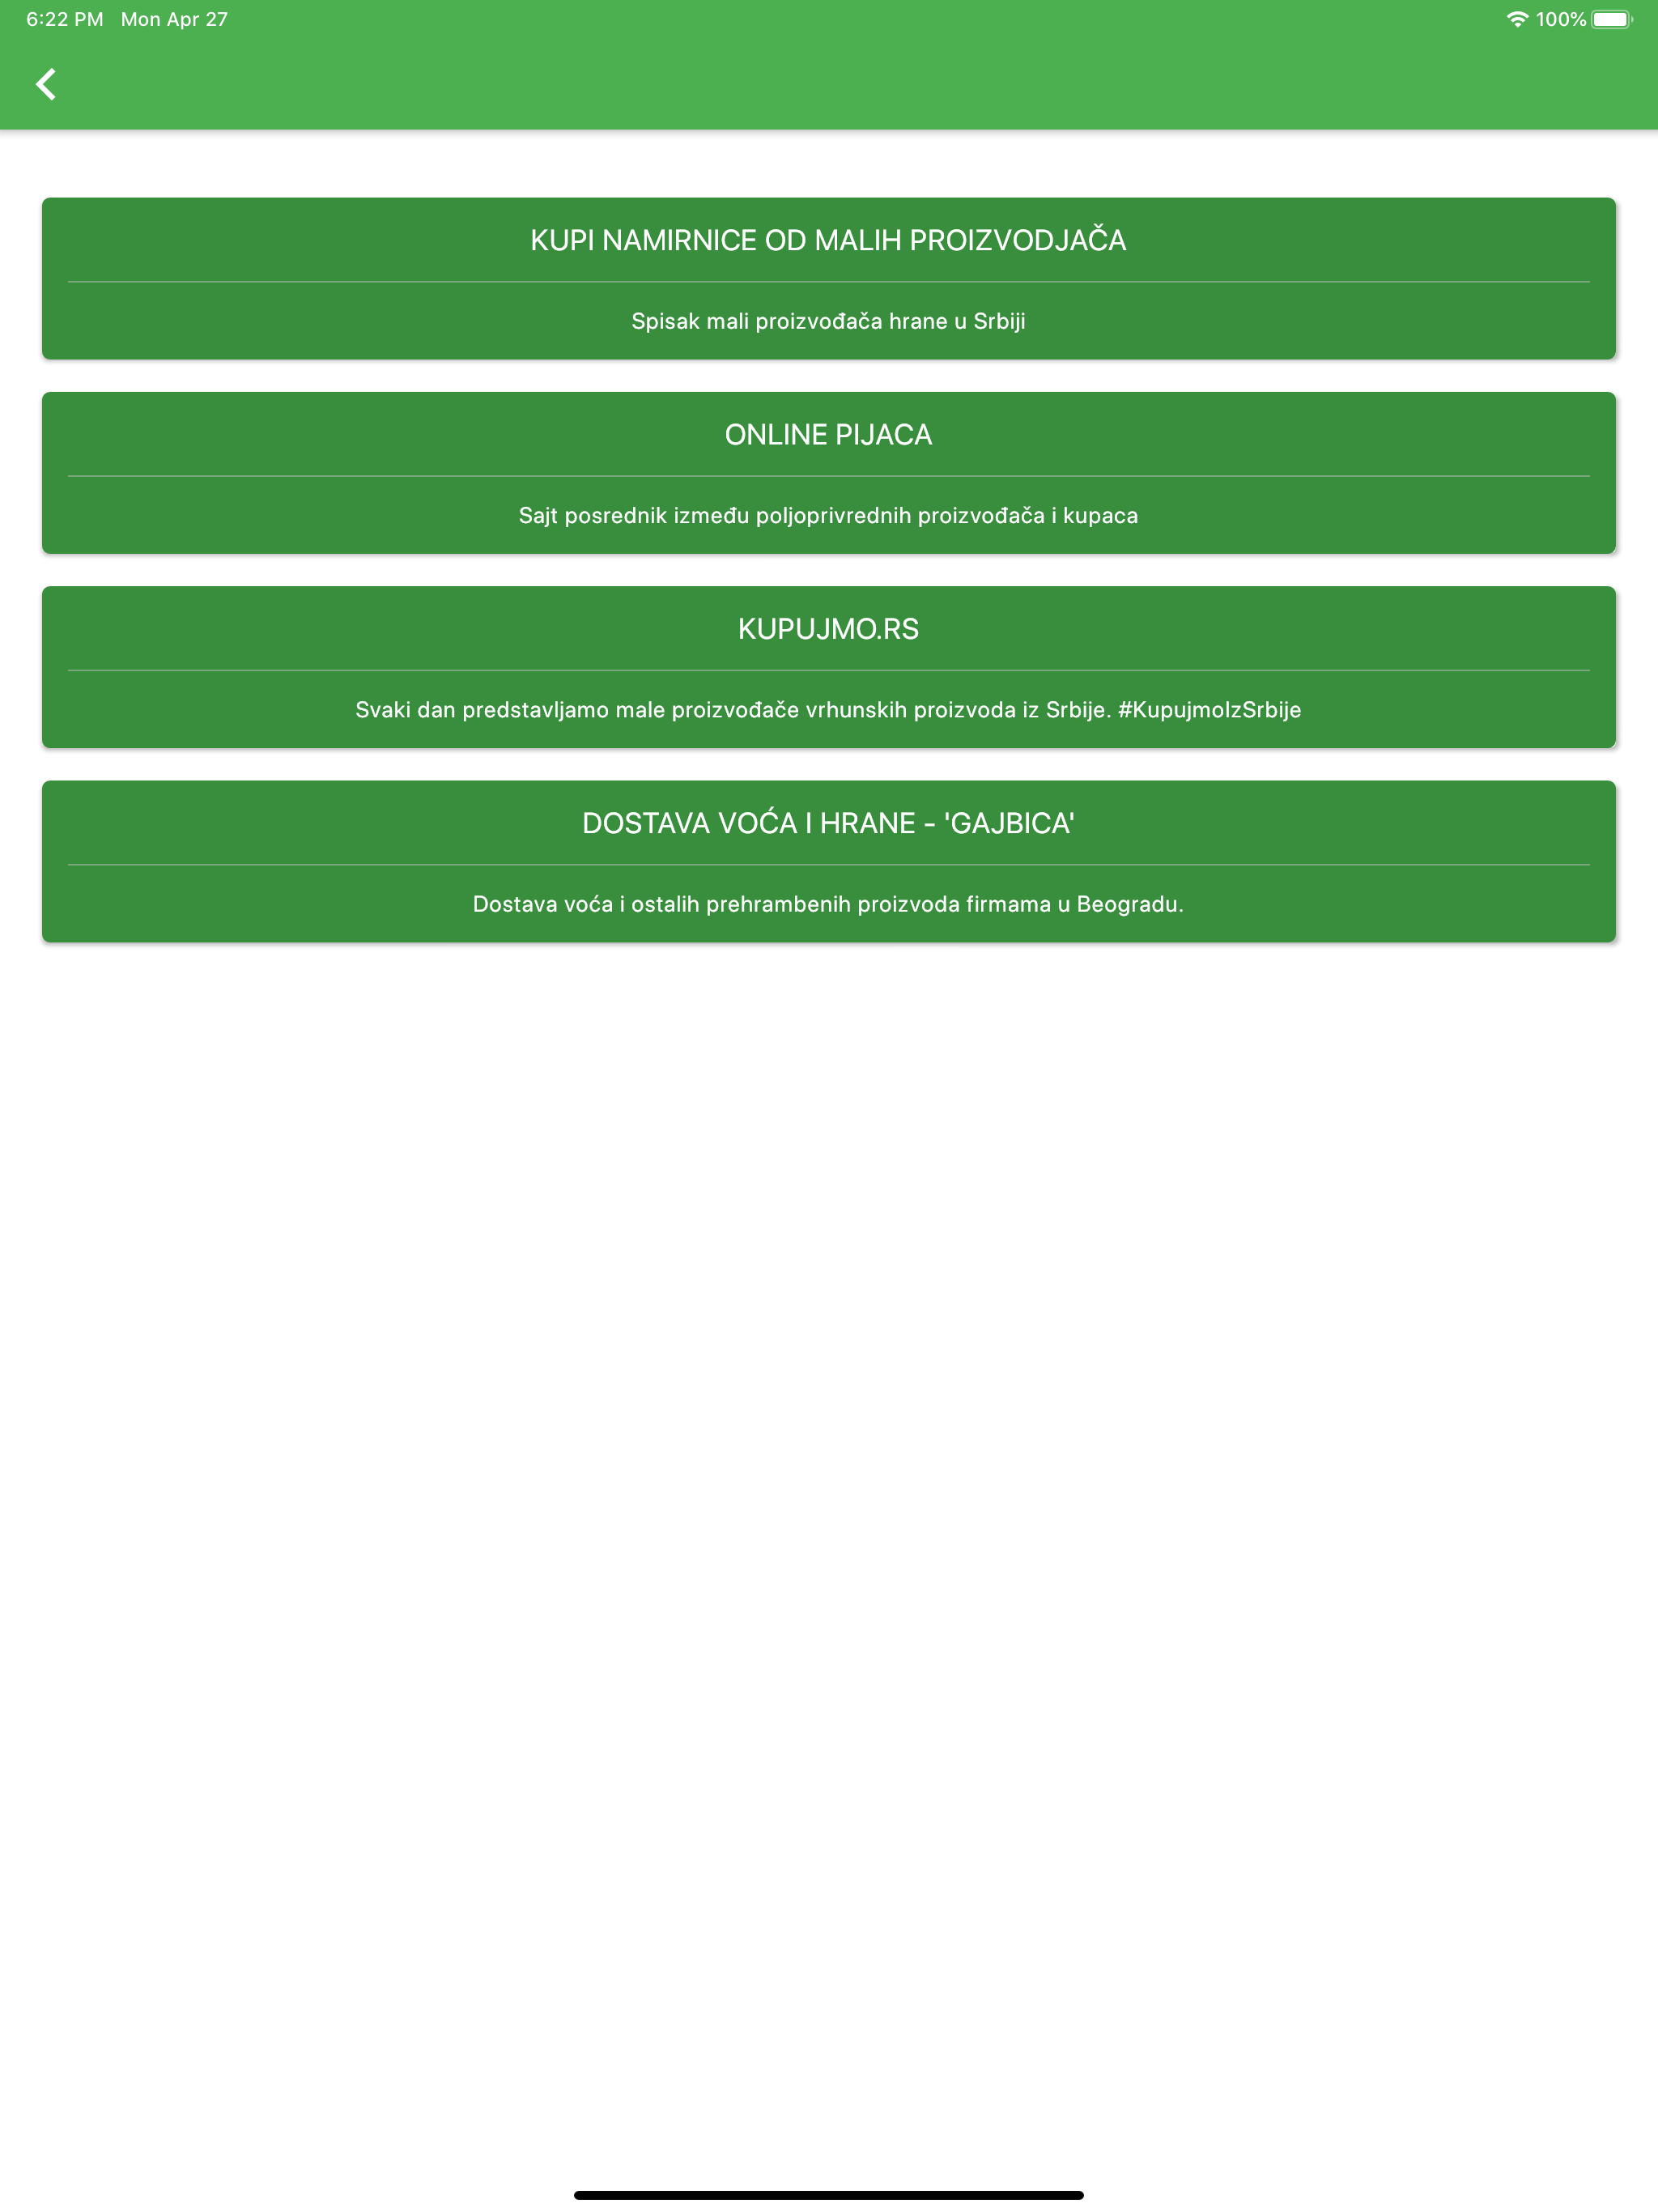 6:22 PM Mon Apr 27 100%
KUPI NAMIRNICE OD MALIH PROIZVODJAČA
Spisak mali proizvođača hrane u Srbiji
ONLINE PIJACA
Sajt posrednik između poljoprivrednih proizvođača i kupaca
KUPUJMO.RS
Svaki dan predstavljamo male proizvođače vrhunskih proizvoda iz Srbije. #KupujmoIzSrbije
DOSTAVA VOĆA I HRANE - 'GAJBICA'
Dostava voća i ostalih prehrambenih proizvoda firmama u Beogradu.